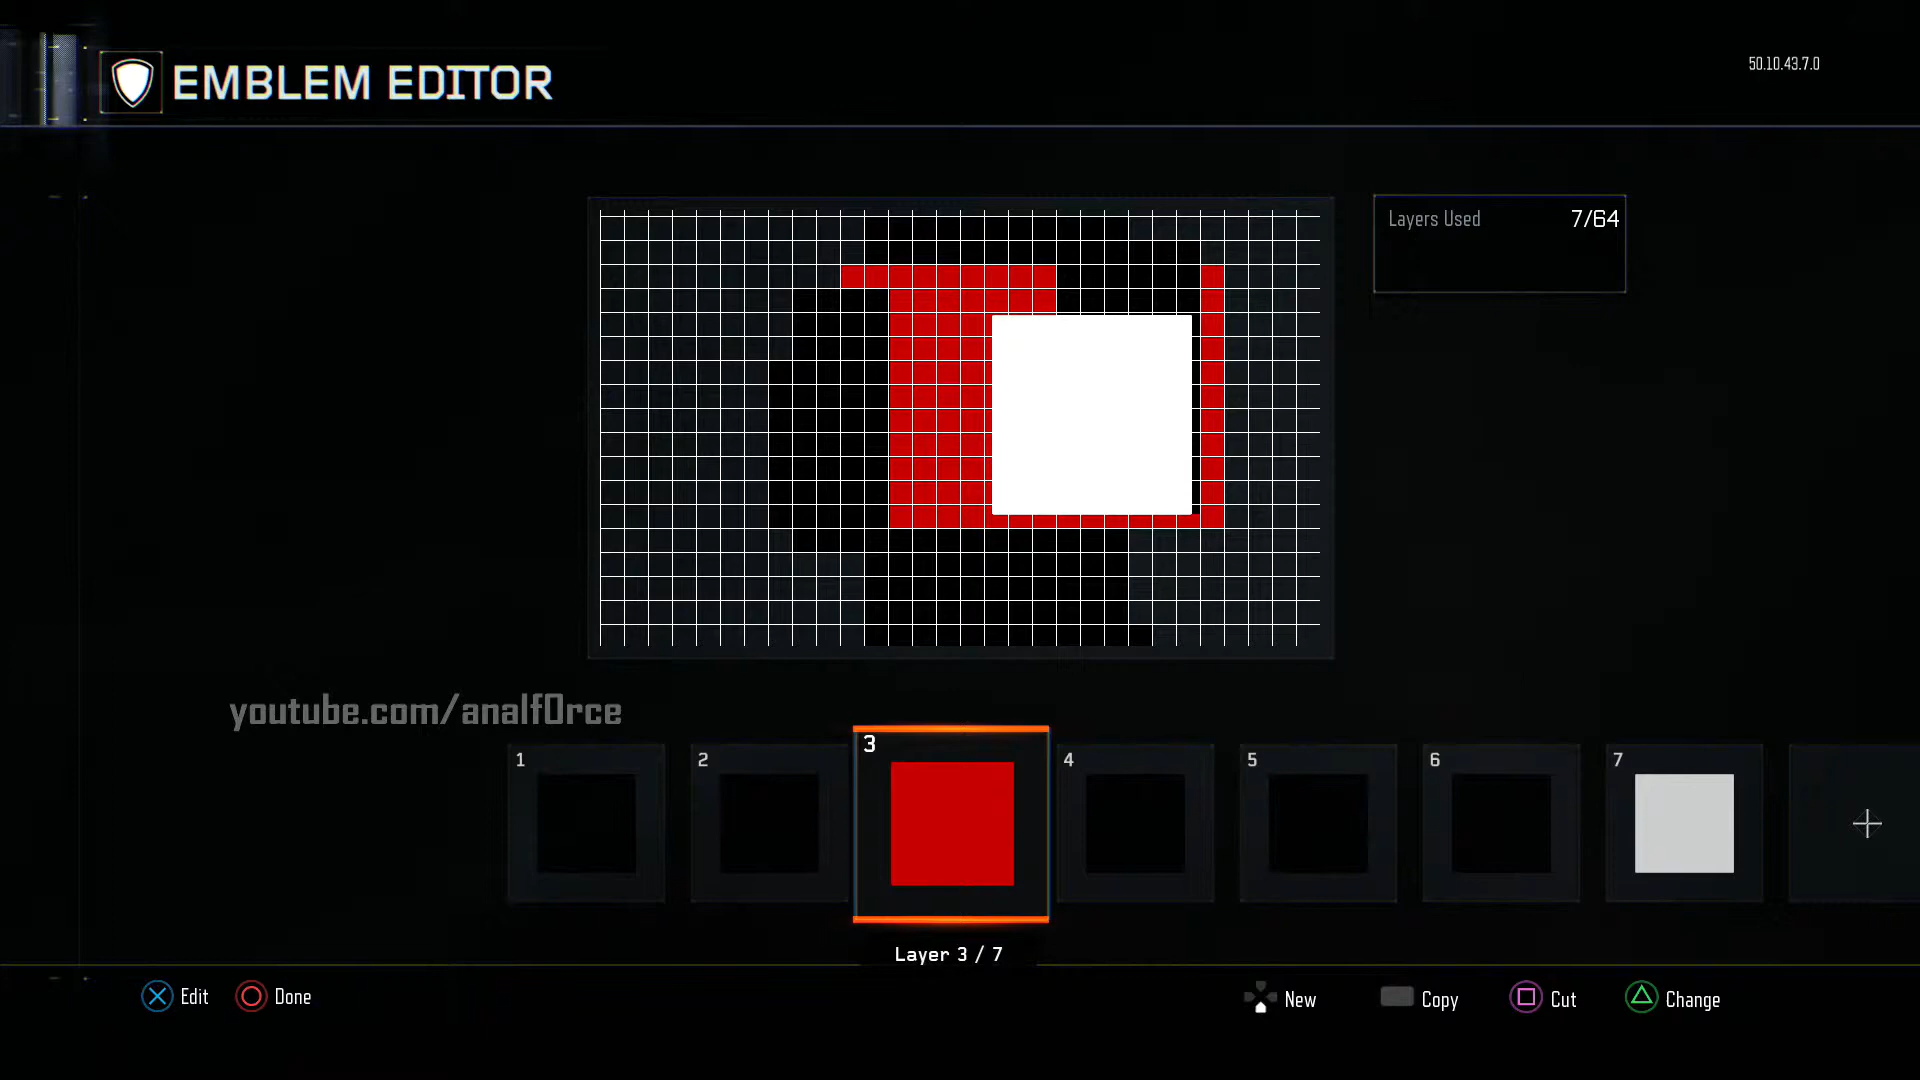 EMBLEM EDITOR
50.10.43.7.0
Layers Used 7/64
youtube.com/analf0rce
1 2 3 4 5 6 7
Layer 3 / 7
Edit Done New Copy Cut Change